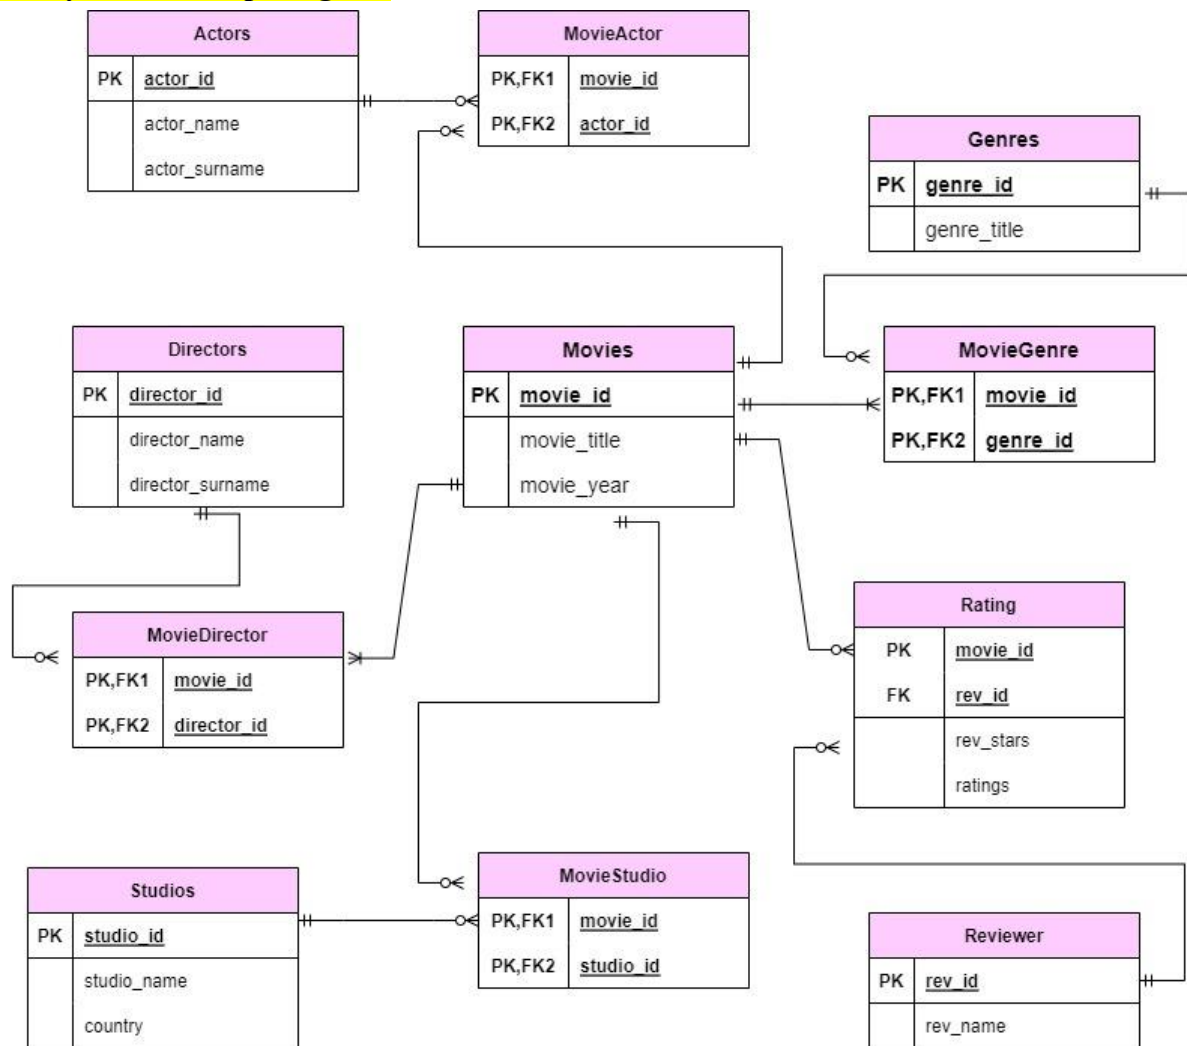 Actors
PK actor_id
actor_name
actor_surname
MovieActor
PK,FK1 movie_id
PK,FK2 actor_id
Genres
PK genre_id
genre_title
Directors
PK director_id
director_name
director_surname
Movies
PK movie_id
movie_title
movie_year
MovieGenre
PK,FK1 movie_id
PK,FK2 genre_id
MovieDirector
PK,FK1 movie_id
PK,FK2 director_id
Rating
PK movie_id
FK rev_id
rev_stars
ratings
Studios
PK studio_id
studio_name
country
MovieStudio
PK,FK1 movie_id
PK,FK2 studio_id
Reviewer
PK rev_id
rev_name